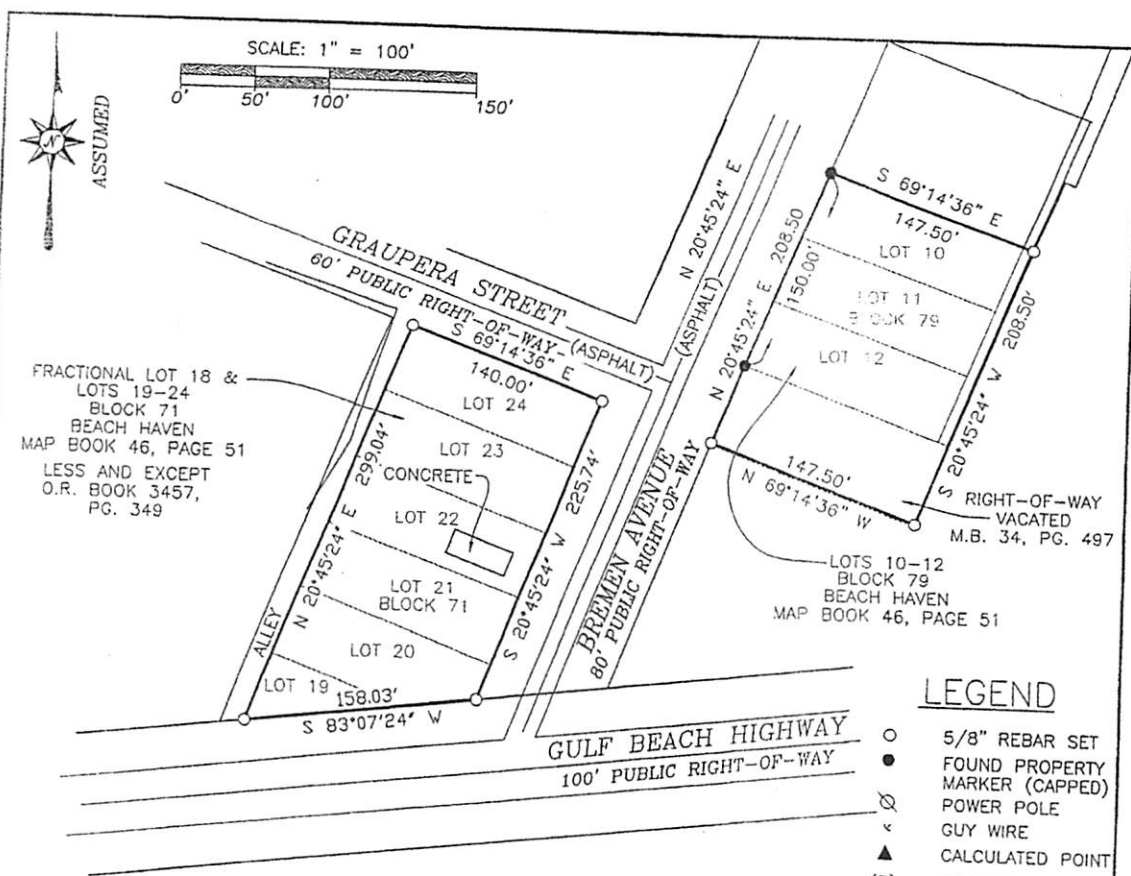 SCALE: 1" = 100'
0' 50' 100' 150'
N
ASSUMED
GRAUPERA STREET
60' PUBLIC RIGHT-OF-WAY
(ASPHALT)
N 20°45'24" E
(ASPHALT)
S 69°14'36" E
147.50'
LOT 10
LOT 11
BLOCK 79
LOT 12
N 20°45'24" E 208.50
150.00'
S 20°45'24" W 208.50'
147.50'
N 69°14'36" W
RIGHT-OF-WAY
VACATED
M.B. 34, PG. 497
LOTS 10-12
BLOCK 79
BEACH HAVEN
MAP BOOK 46, PAGE 51
FRACTIONAL LOT 18 &
LOTS 19-24
BLOCK 71
BEACH HAVEN
MAP BOOK 46, PAGE 51
LESS AND EXCEPT
O.R. BOOK 3457,
PG. 349
S 69°14'36" E
140.00'
LOT 24
LOT 23
CONCRETE
LOT 22
LOT 21
BLOCK 71
LOT 20
LOT 19
N 20°45'24" E 299.04'
S 20°45'24" W 225.74'
ALLEY
158.03'
S 83°07'24" W
BREMEN AVENUE
80' PUBLIC RIGHT-OF-WAY
GULF BEACH HIGHWAY
100' PUBLIC RIGHT-OF-WAY
LEGEND
5/8" REBAR SET
FOUND PROPERTY
MARKER (CAPPED)
POWER POLE
GUY WIRE
CALCULATED POINT